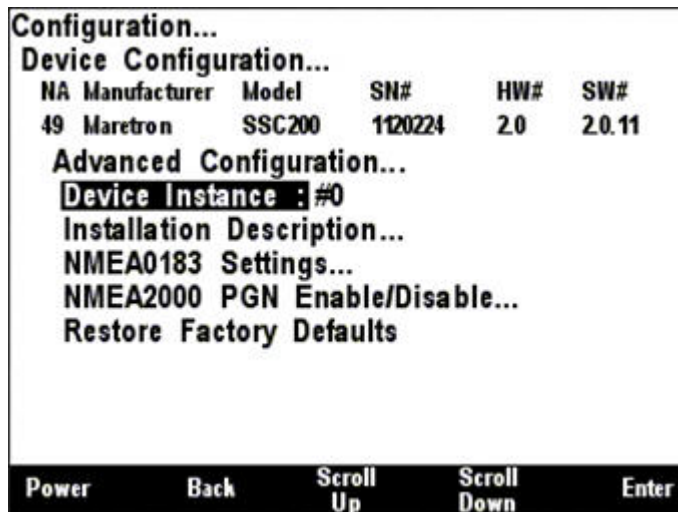 Configuration...
Device Configuration...
NA Manufacturer Model SN# HW# SW#
49 Maretron SSC200 1120224 2.0 2.0.11
Advanced Configuration...
Device Instance : #0
Installation Description...
NMEA0183 Settings...
NMEA2000 PGN Enable/Disable...
Restore Factory Defaults
Power Back Scroll Up Scroll Down Enter